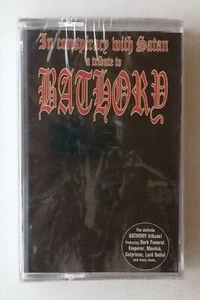 In conspiracy with Satan
a tribute to
BATHORY
The definite
BATHORY tribute!
Featuring Dark Funeral,
Emperor, Marduk,
Satyricon, Lord Belial
and many more...